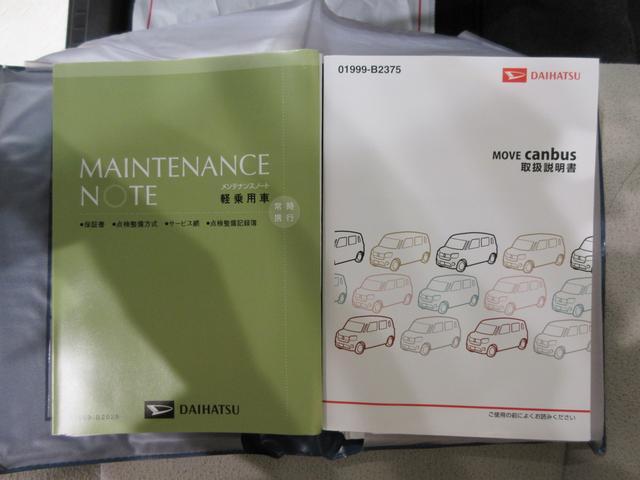 MAINTENANCE
NOTE
メンテナンスノート
軽乗用車
常時
携行
●保証書 ●点検整備方式 ●サービス網 ●点検整備記録簿
DAIHATSU
01999-B2375
DAIHATSU
MOVE canbus
取扱説明書
ご使用の前によくお読みください